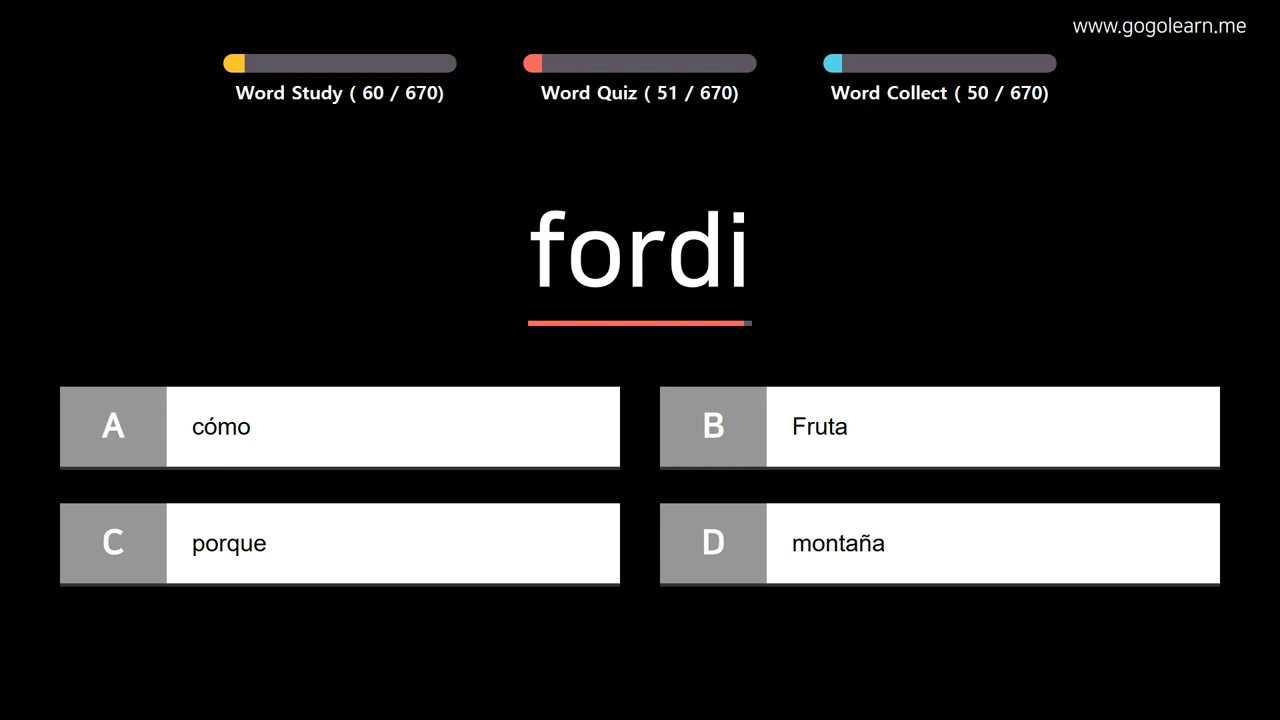 www.gogolearn.me
Word Study ( 60 / 670)
Word Quiz ( 51 / 670)
Word Collect ( 50 / 670)
fordi
A cómo
B Fruta
C porque
D montaña